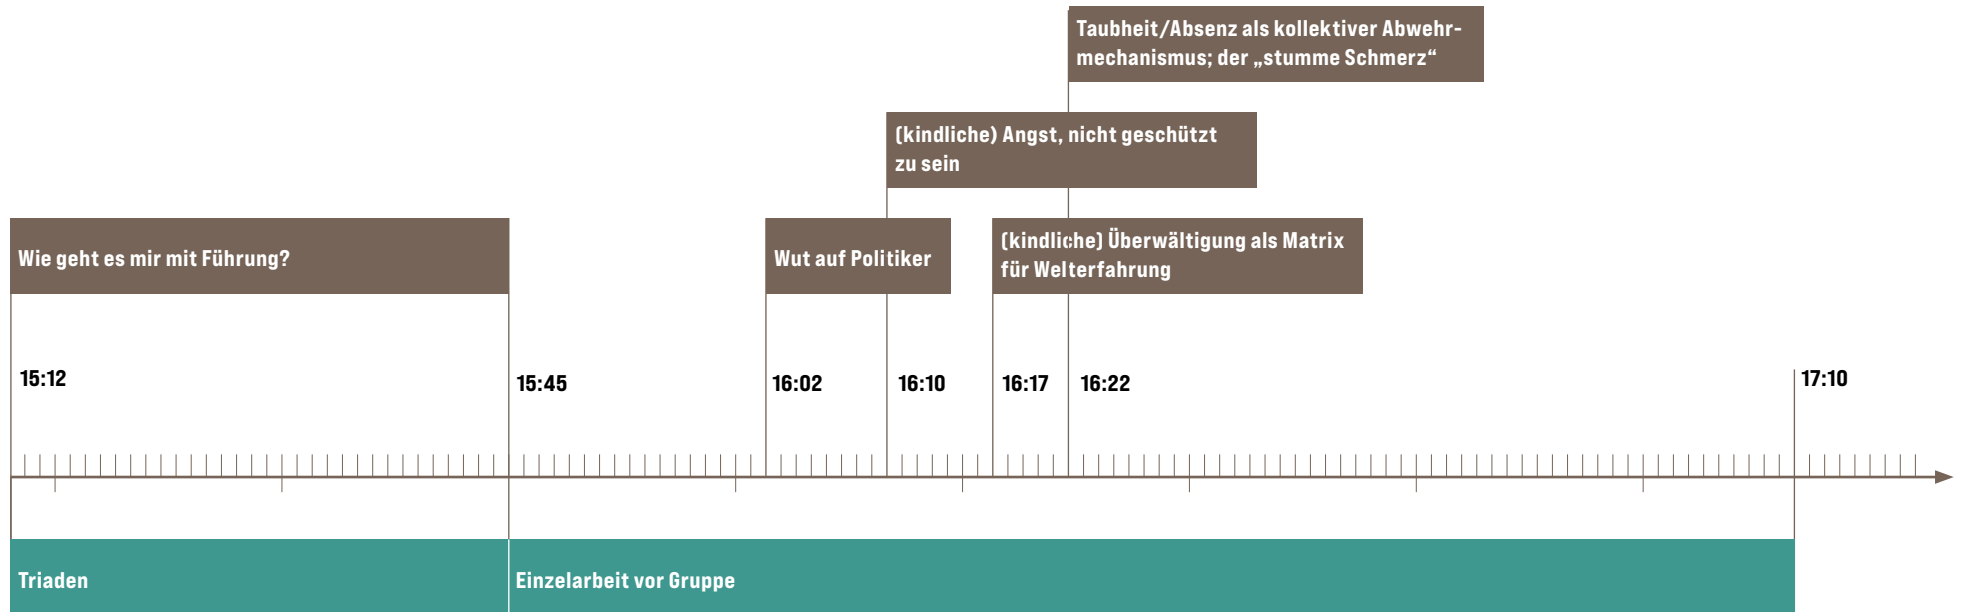 Taubheit/Absenz als kollektiver Abwehr-
mechanismus; der „stumme Schmerz“
(kindliche) Angst, nicht geschützt
zu sein
Wie geht es mir mit Führung?
Wut auf Politiker
(kindliche) Überwältigung als Matrix
für Welterfahrung
15:12
15:45
16:02
16:10
16:17
16:22
17:10
Triaden
Einzelarbeit vor Gruppe